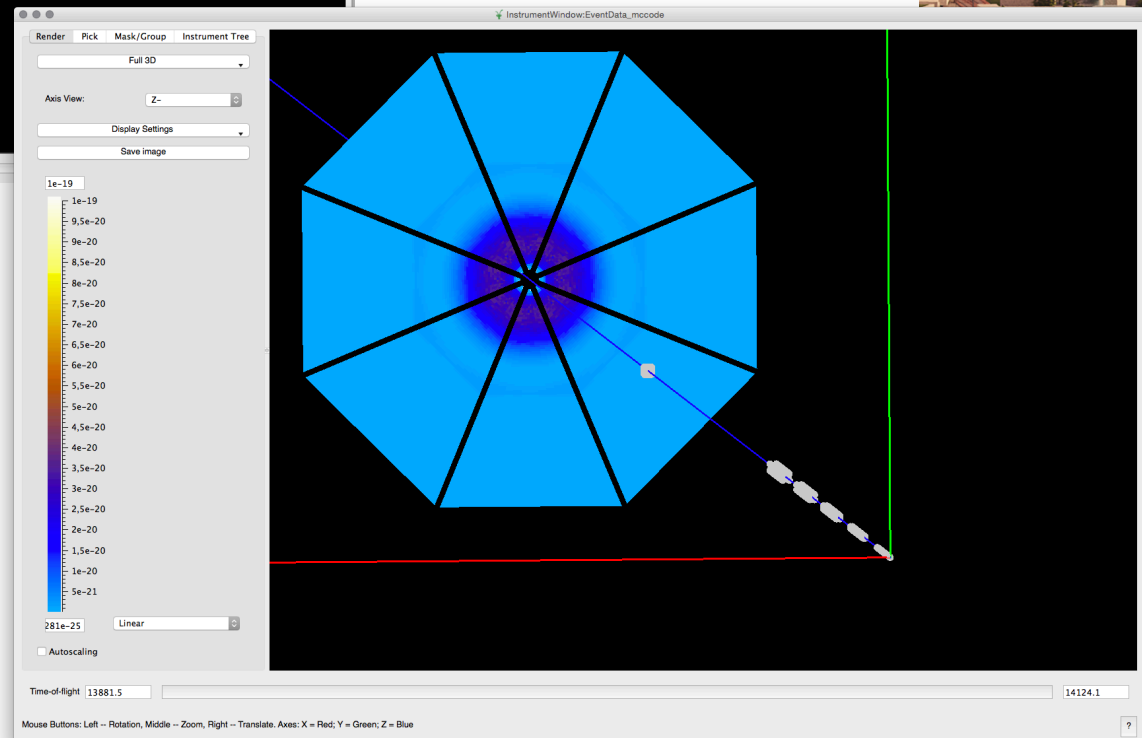 InstrumentWindow:EventData_mccode
Render Pick Mask/Group Instrument Tree
Full 3D
Axis View: Z-
Display Settings
Save image
1e-19
1e-19
9,5e-20
9e-20
8,5e-20
8e-20
7,5e-20
7e-20
6,5e-20
6e-20
5,5e-20
5e-20
4,5e-20
4e-20
3,5e-20
3e-20
2,5e-20
2e-20
1,5e-20
1e-20
5e-21
281e-25 Linear
Autoscaling
Time-of-flight 13881.5 14124.1
Mouse Buttons: Left -- Rotation, Middle -- Zoom, Right -- Translate. Axes: X = Red; Y = Green; Z = Blue ?